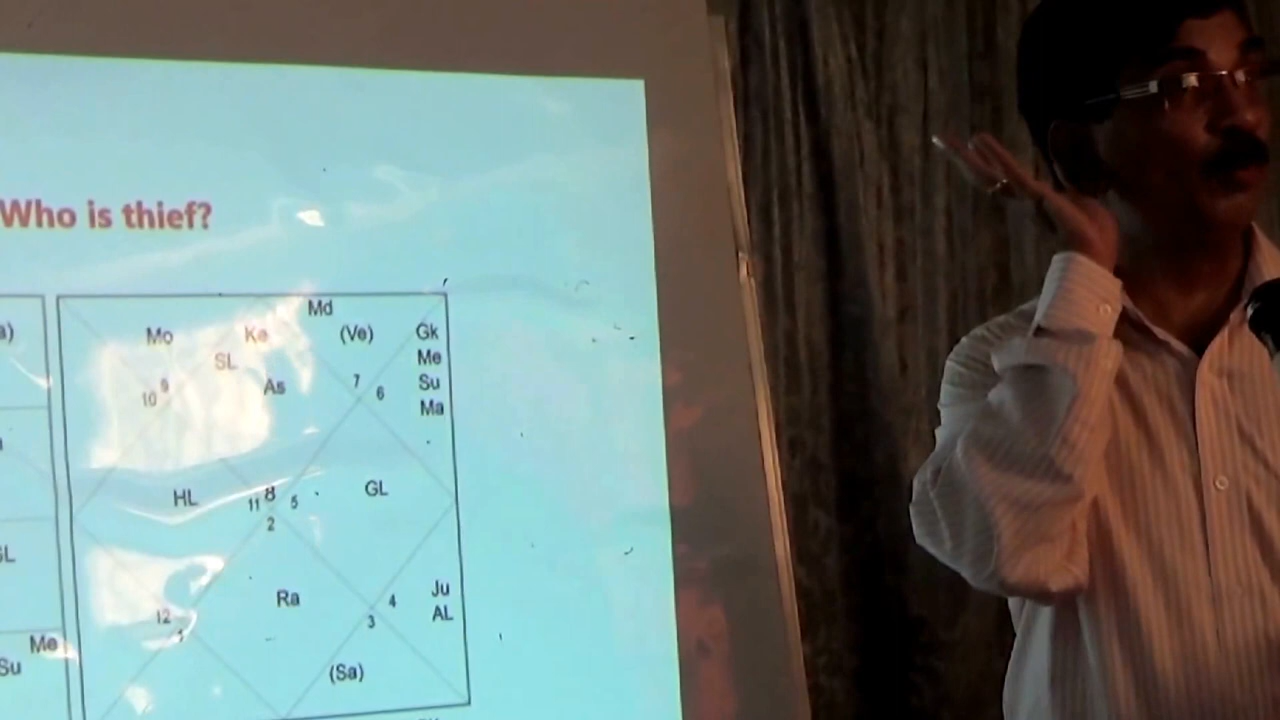 Who is thief?
Md
a)
Mo
Ke
(Ve)
Gk
SL
Me
As
7
Su
9
6
10
Ma
HL
8
GL
11
5
2
Ra
Ju
4
AL
12
3
1
Me
Su
(Sa)